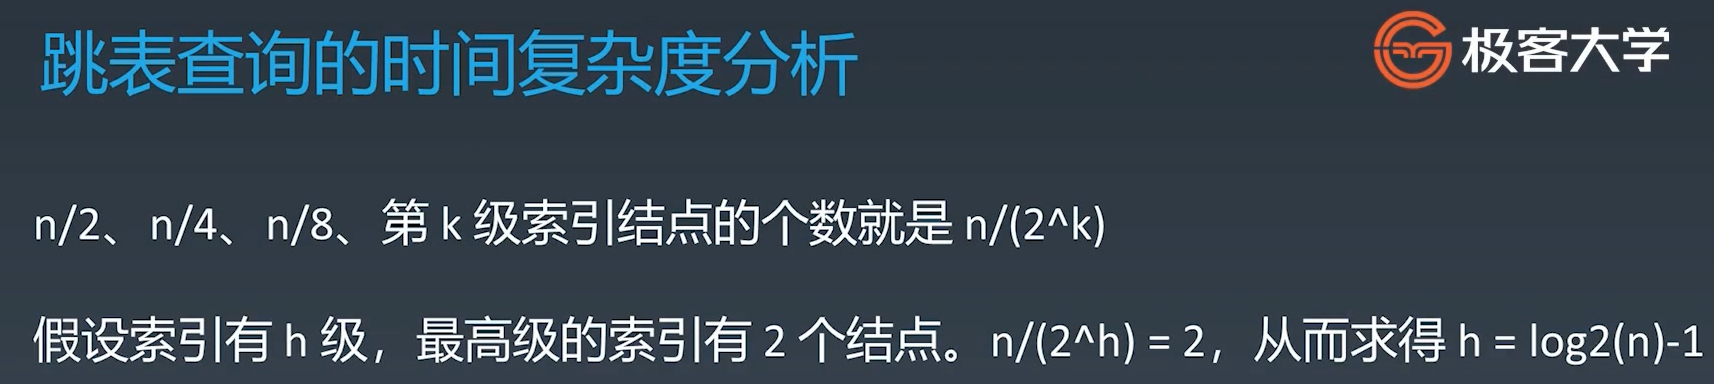 跳表查询的时间复杂度分析
极客大学
n/2、n/4、n/8、第 k 级索引结点的个数就是 n/(2^k)
假设索引有 h 级，最高级的索引有 2 个结点。n/(2^h) = 2，从而求得 h = log2(n)-1